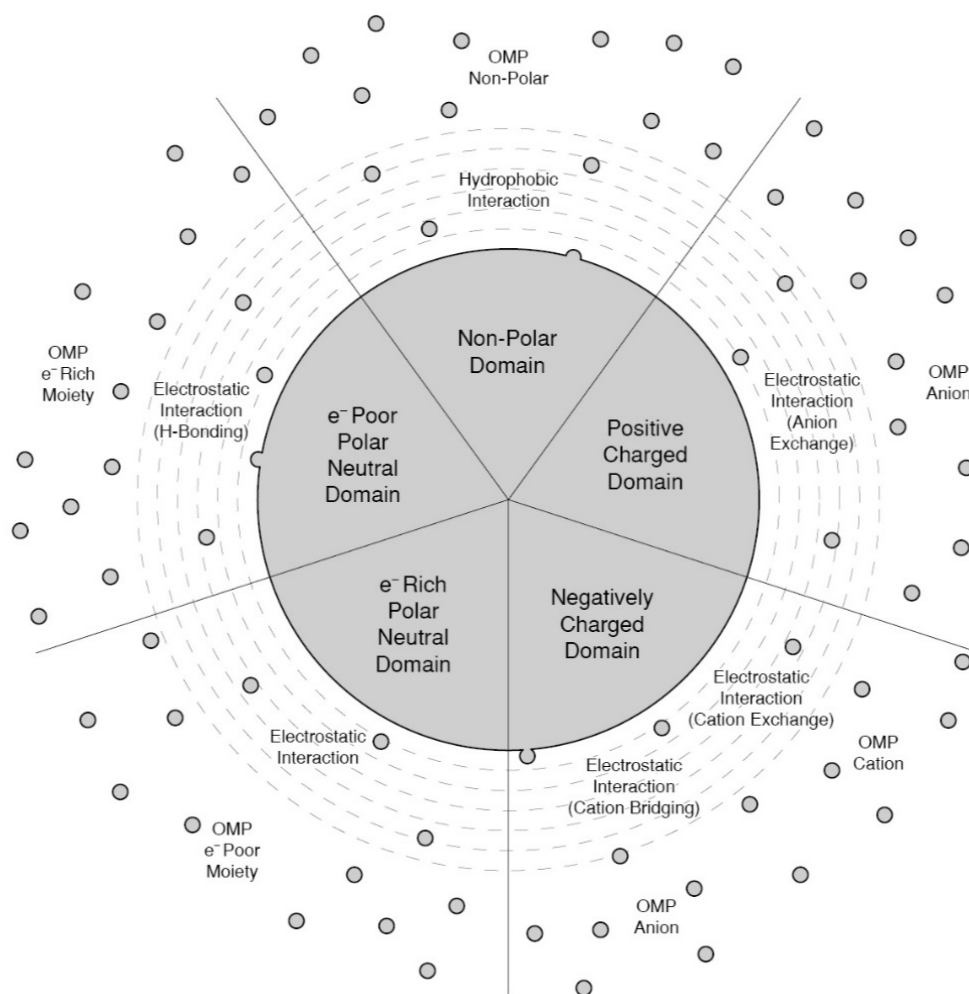 OMP
Non-Polar
Hydrophobic
Interaction
Non-Polar
Domain
OMP
e⁻ Rich
Moiety
Electrostatic
Interaction
(H-Bonding)
e⁻ Poor
Polar
Neutral
Domain
Positive
Charged
Domain
Electrostatic
Interaction
(Anion
Exchange)
OMP
Anion
e⁻ Rich
Polar
Neutral
Domain
Negatively
Charged
Domain
Electrostatic
Interaction
(Cation Exchange)
OMP
Cation
Electrostatic
Interaction
Electrostatic
Interaction
(Cation Bridging)
OMP
e⁻ Poor
Moiety
OMP
Anion